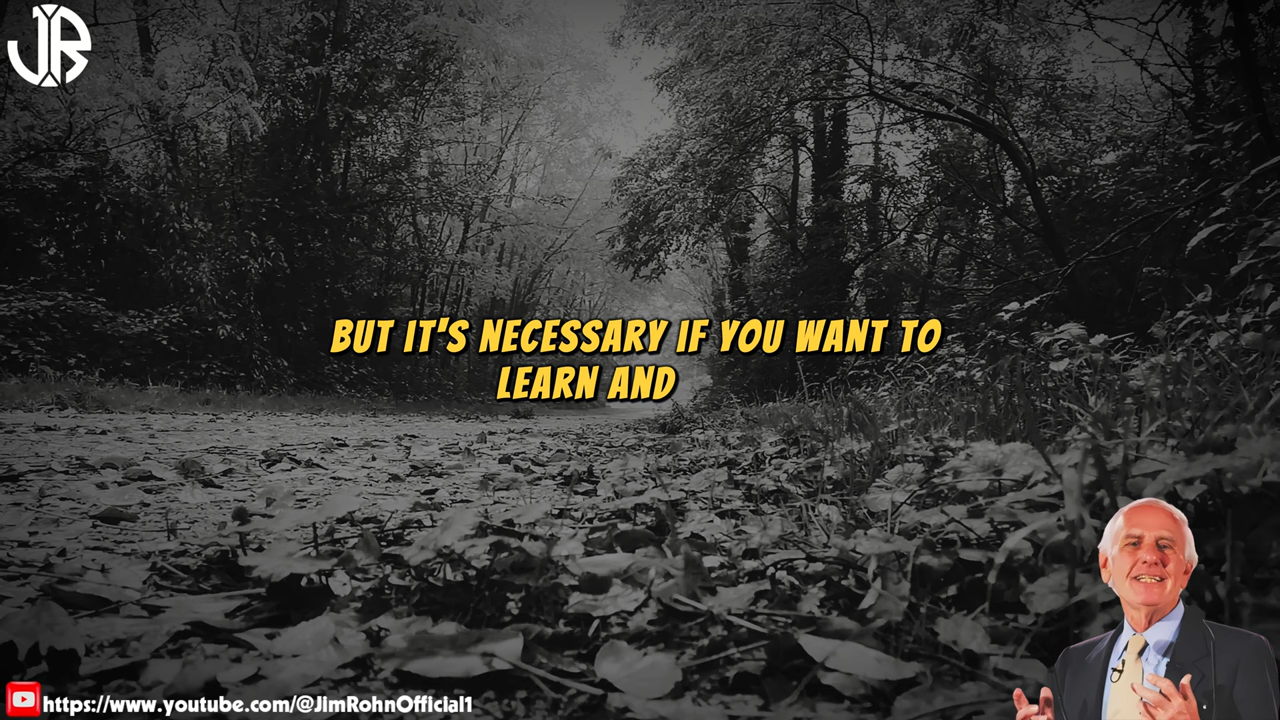 JR
BUT IT'S NECESSARY IF YOU WANT TO
LEARN AND
https://www.youtube.com/@JimRohnOfficial1